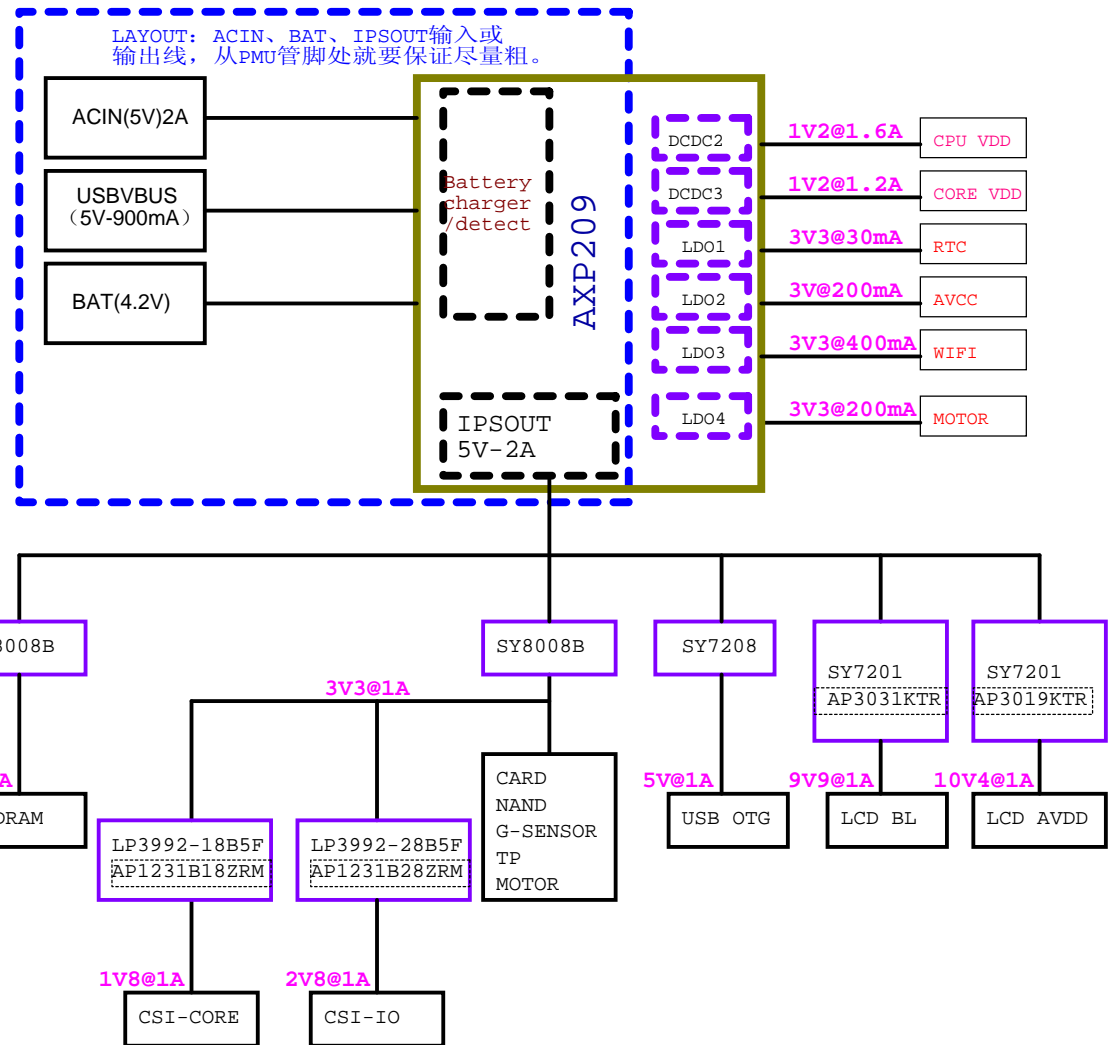 LAYOUT: ACIN、BAT、IPSOUT输入或
输出线，从PMU管脚处就要保证尽量粗。
ACIN(5V)2A
USBVBUS
（5V-900mA）
BAT(4.2V)
Battery
charger
/detect
AXP209
IPSOUT
5V-2A
DCDC2
1V2@1.6A
CPU VDD
DCDC3
1V2@1.2A
CORE VDD
LDO1
3V3@30mA
RTC
LDO2
3V@200mA
AVCC
LDO3
3V3@400mA
WIFI
LDO4
3V3@200mA
MOTOR
8008B
SY8008B
SY7208
SY7201
AP3031KTR
SY7201
AP3019KTR
3V3@1A
A
DRAM
CARD
NAND
G-SENSOR
TP
MOTOR
5V@1A
USB OTG
9V9@1A
LCD BL
10V4@1A
LCD AVDD
LP3992-18B5F
AP1231B18ZRM
LP3992-28B5F
AP1231B28ZRM
1V8@1A
CSI-CORE
2V8@1A
CSI-IO